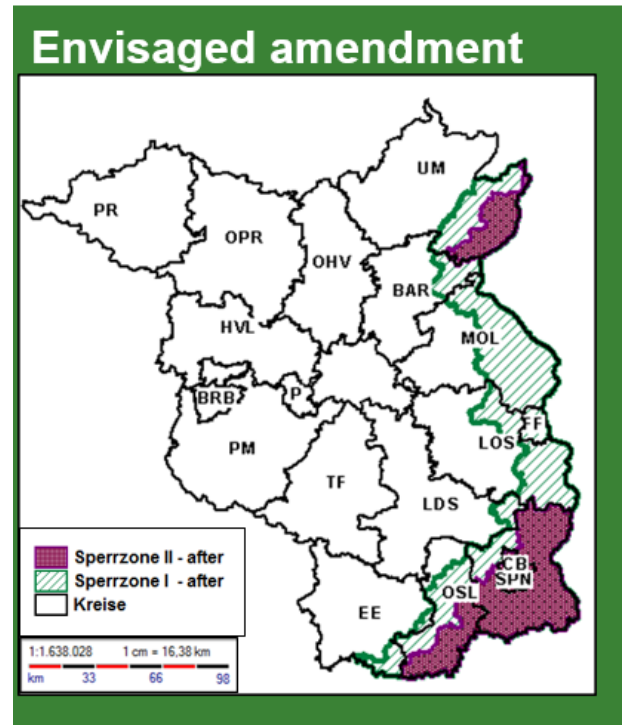 Envisaged amendment
UM
PR
OPR
OHV
BAR
HVL
MOL
BRB
P
FF
LOS
PM
TF
LDS
CB
SPN
OSL
EE
Sperrzone II - after
Sperrzone I - after
Kreise
1:1.638.028 1 cm = 16,38 km
km 33 66 98